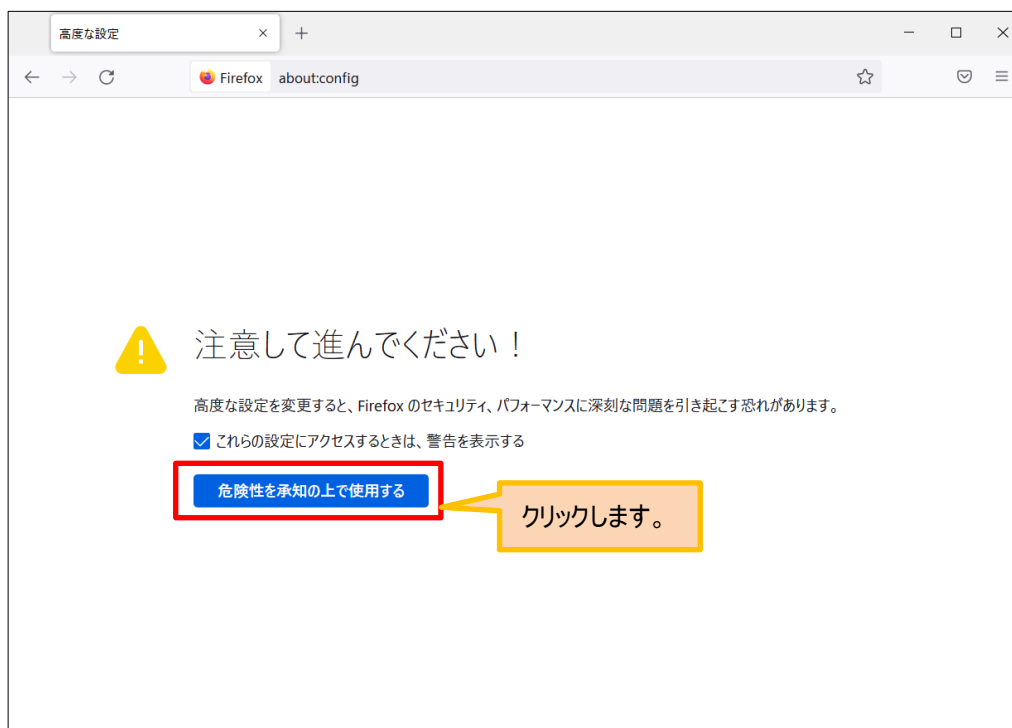 高度な設定
Firefox about:config
注意して進んでください！
高度な設定を変更すると、Firefox のセキュリティ、パフォーマンスに深刻な問題を引き起こす恐れがあります。
これらの設定にアクセスするときは、警告を表示する
危険性を承知の上で使用する
クリックします。